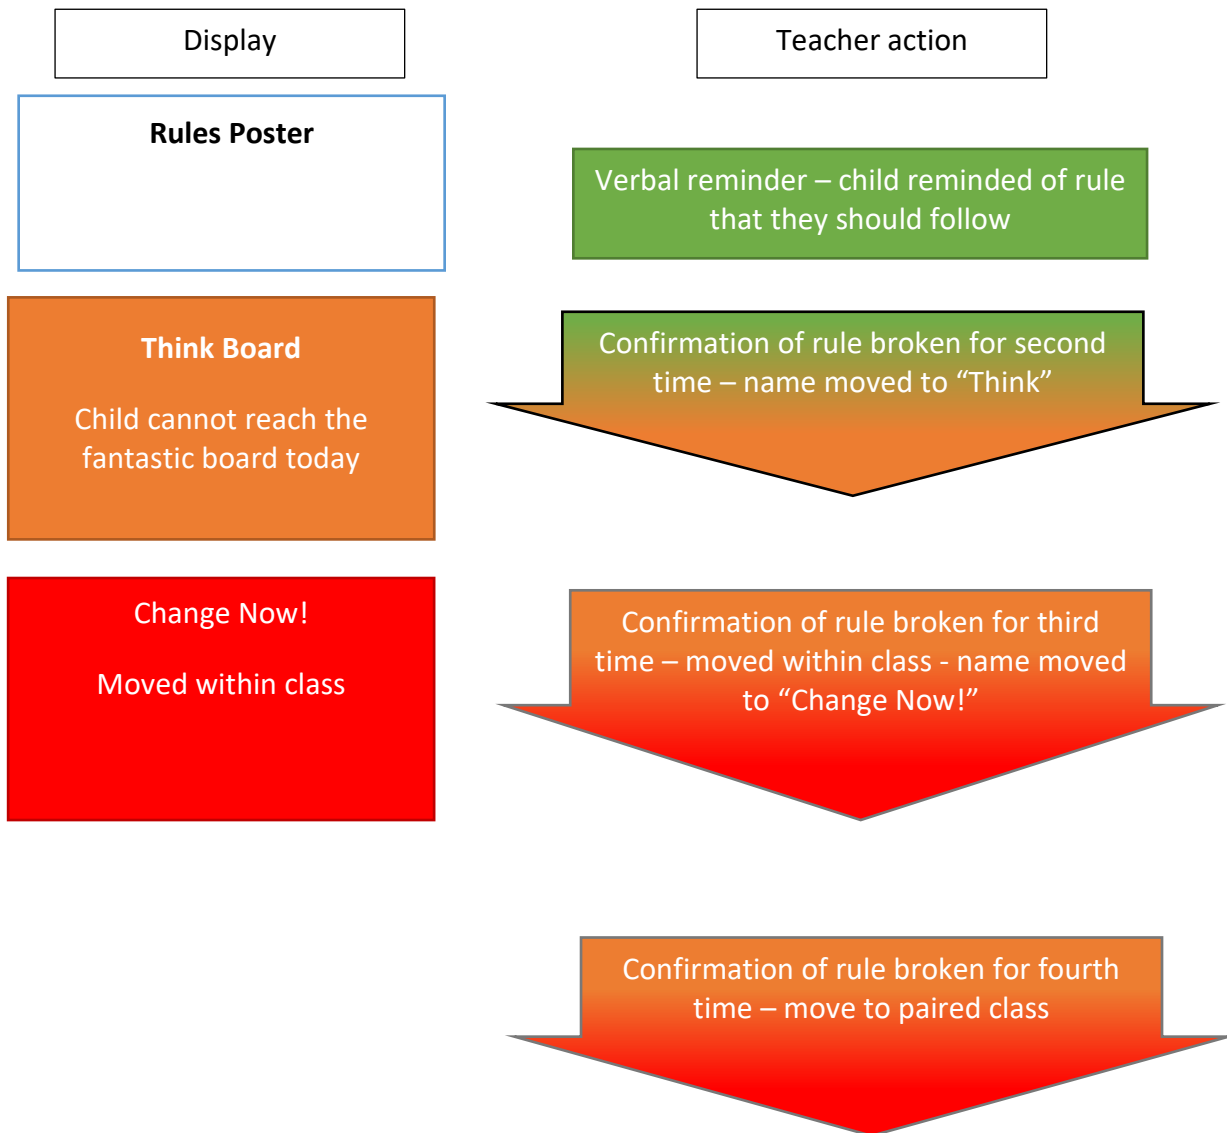 Display
Teacher action
Rules Poster
Verbal reminder – child reminded of rule
that they should follow
Think Board
Child cannot reach the
fantastic board today
Confirmation of rule broken for second
time – name moved to “Think”
Change Now!
Moved within class
Confirmation of rule broken for third
time – moved within class - name moved
to “Change Now!”
Confirmation of rule broken for fourth
time – move to paired class